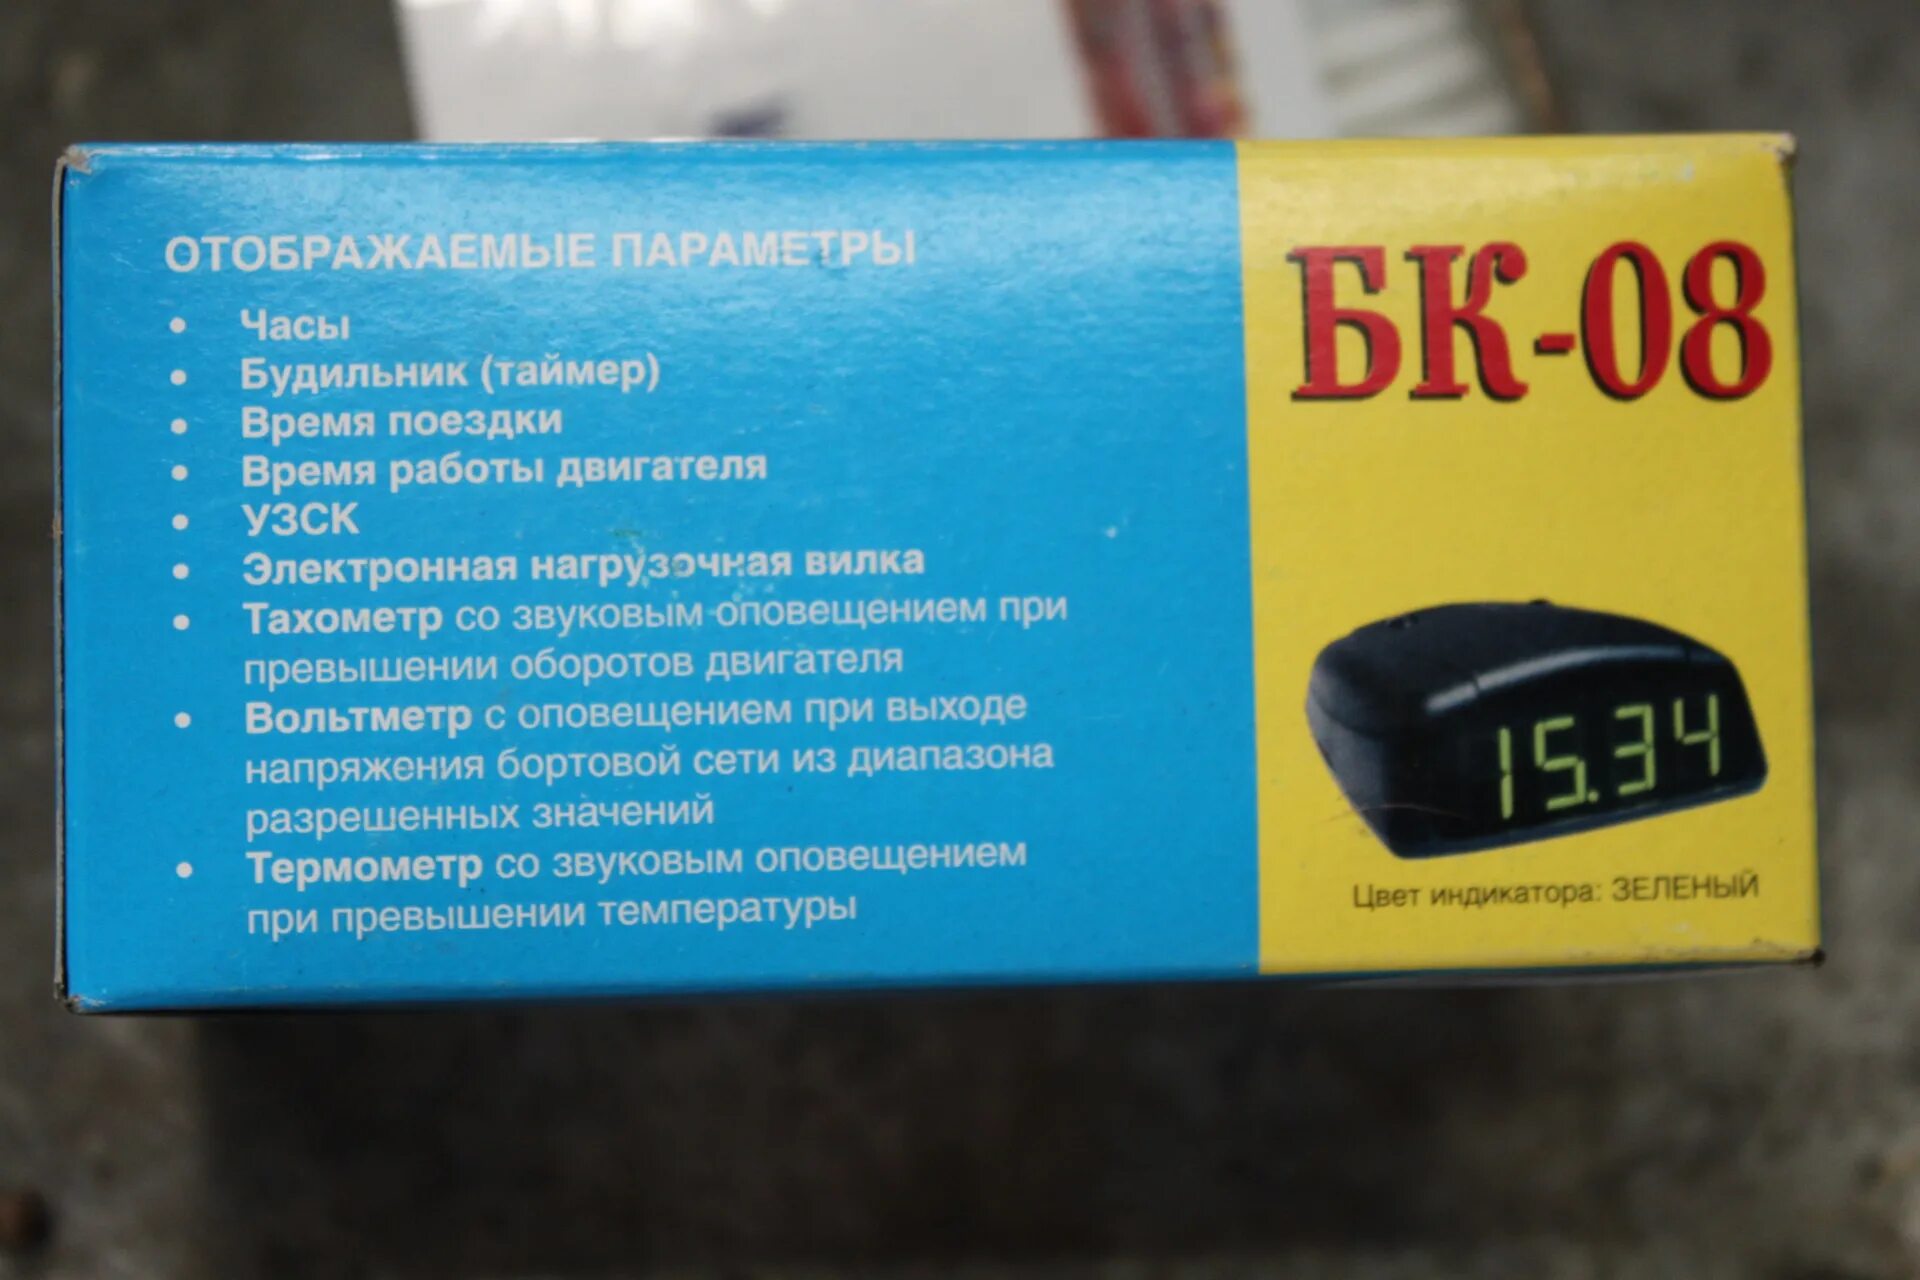 ОТОБРАЖАЕМЫЕ ПАРАМЕТРЫ
• Часы
• Будильник (таймер)
• Время поездки
• Время работы двигателя
• УЗСК
• Электронная нагрузочная вилка
• Тахометр со звуковым оповещением при
превышении оборотов двигателя
• Вольтметр с оповещением при выходе
напряжения бортовой сети из диапазона
разрешенных значений
• Термометр со звуковым оповещением
при превышении температуры
БК-08
15.34
Цвет индикатора: ЗЕЛЕНЫЙ